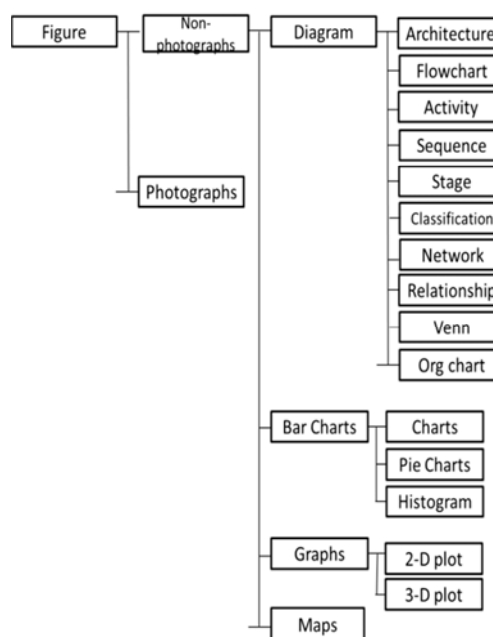 Figure
Non-
photographs
Diagram
Architecture
Flowchart
Activity
Sequence
Stage
Classification
Network
Relationship
Venn
Org chart
Photographs
Bar Charts
Charts
Pie Charts
Histogram
Graphs
2-D plot
3-D plot
Maps